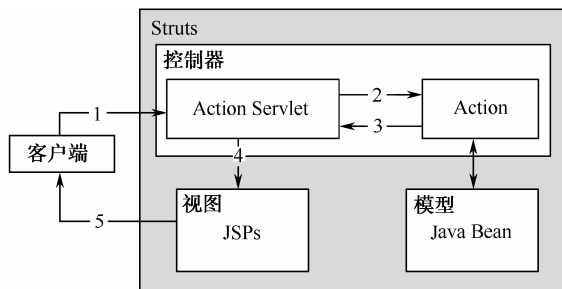 Struts
控制器
Action Servlet
2
Action
3
1
客户端
4
5
视图
JSPs
模型
Java Bean